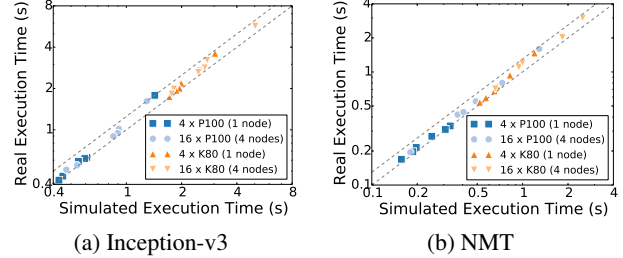 Real Execution Time (s)
8
4
2
1
0.4
4 x P100 (1 node)
16 x P100 (4 nodes)
4 x K80 (1 node)
16 x K80 (4 nodes)
0.4 1 2 4 8
Simulated Execution Time (s)
(a) Inception-v3
Real Execution Time (s)
4
2
1
0.5
0.2
0.1
4 x P100 (1 node)
16 x P100 (4 nodes)
4 x K80 (1 node)
16 x K80 (4 nodes)
0.1 0.2 0.5 1 2 4
Simulated Execution Time (s)
(b) NMT